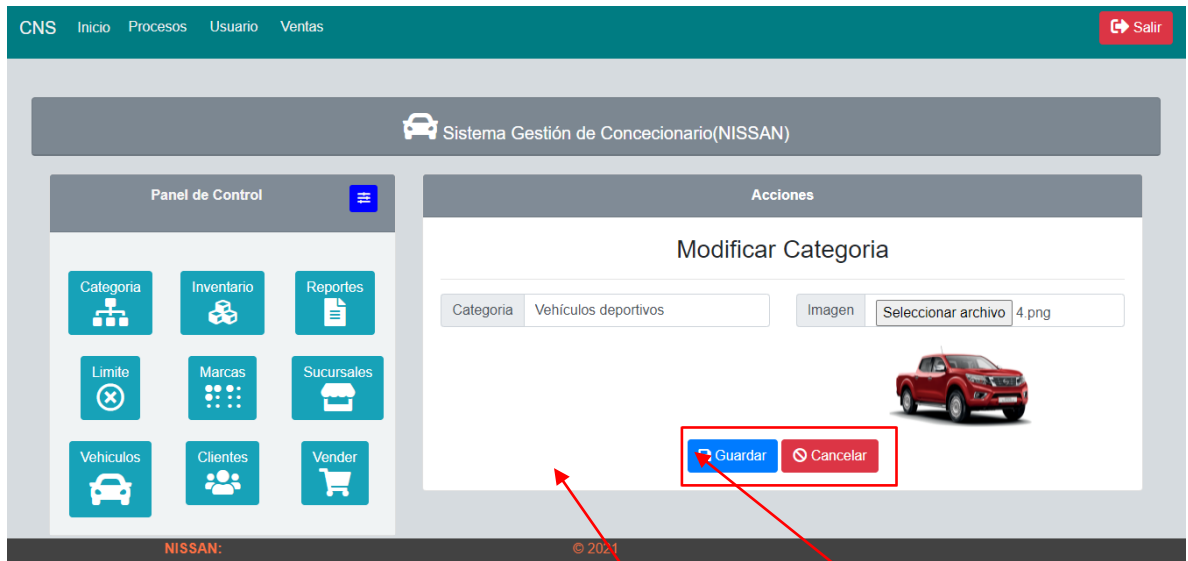 CNS Inicio Procesos Usuario Ventas Salir
Sistema Gestión de Concecionario(NISSAN)
Panel de Control
Categoria Inventario Reportes
Limite Marcas Sucursales
Vehiculos Clientes Vender
Acciones
Modificar Categoria
Categoria Vehículos deportivos Imagen Seleccionar archivo 4.png
Guardar Cancelar
NISSAN: © 2021